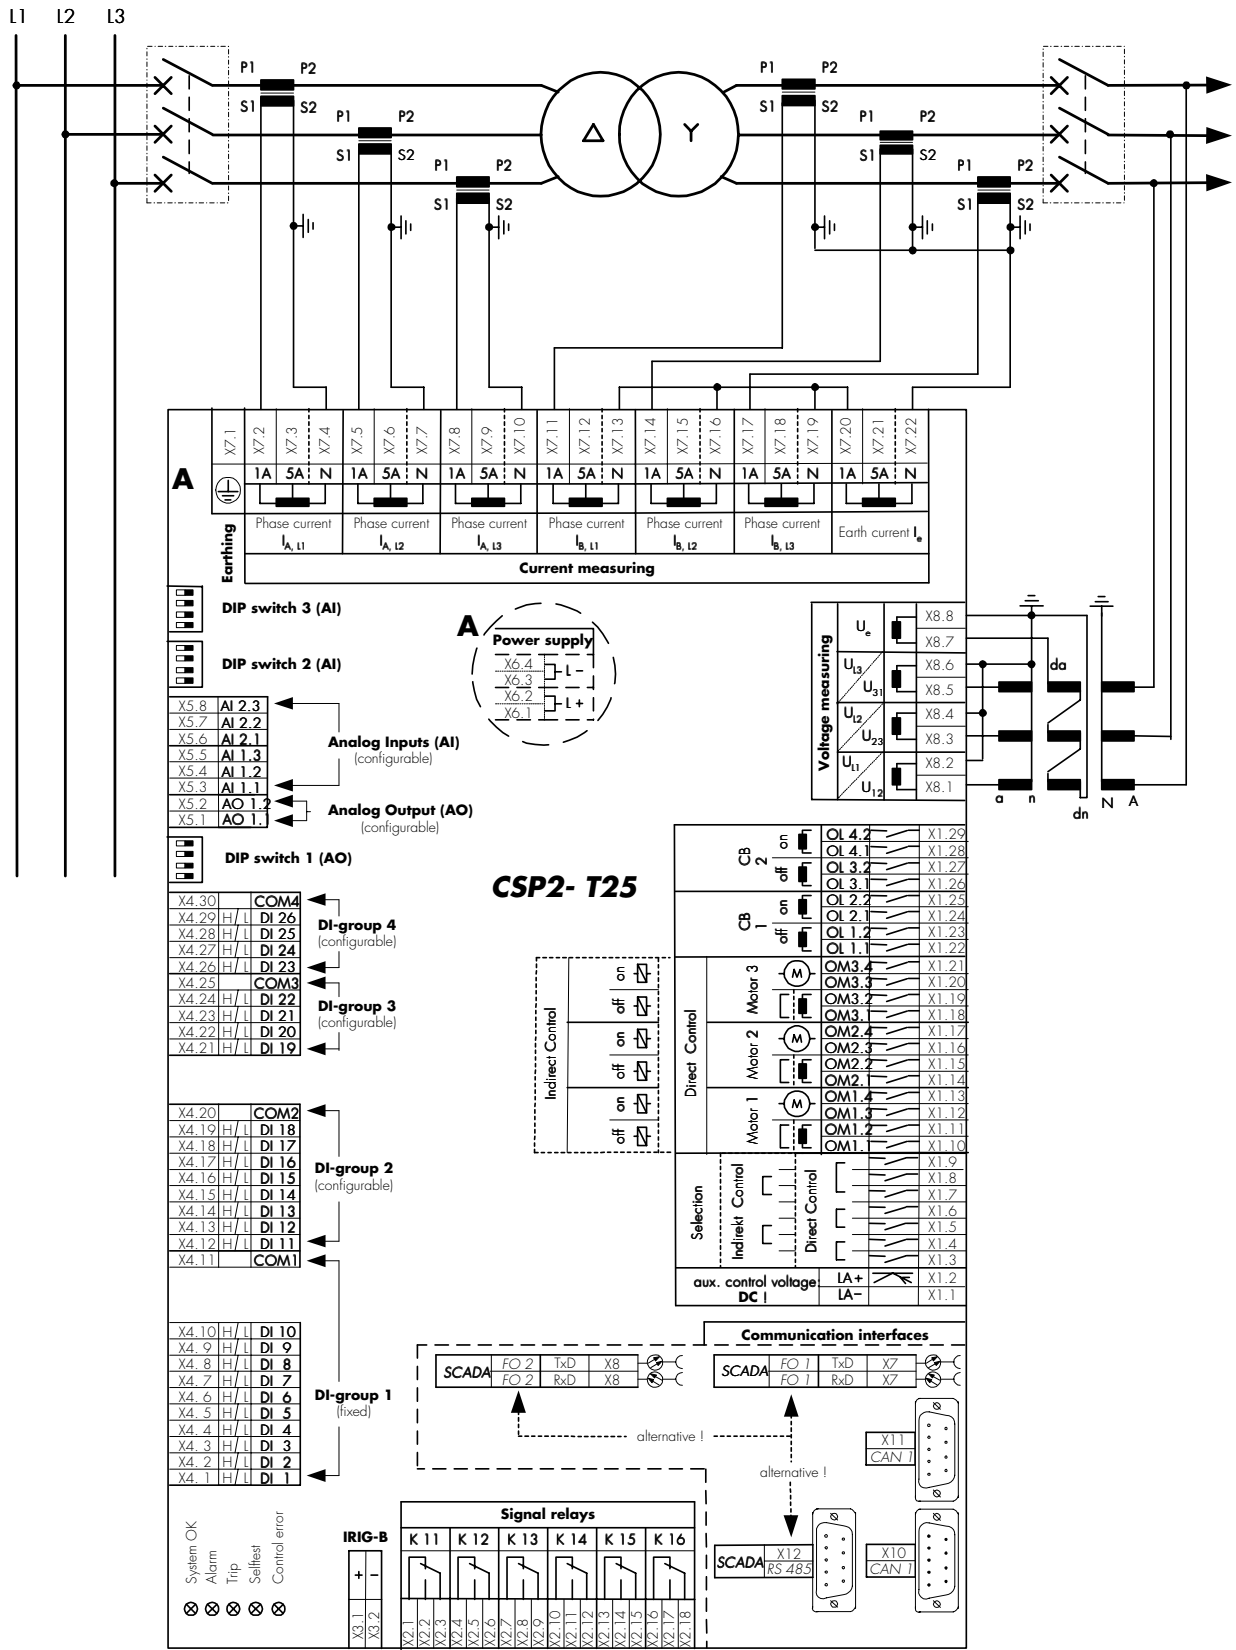 L1 L2 L3
P1 P2 P1 P2
S1 S2 S1 S2
P1 P2 P1 P2
S1 S2 S1 S2
P1 P2 P1 P2
S1 S2 S1 S2
Δ Y
X7.1 X7.2 X7.3 X7.4 X7.5 X7.6 X7.7 X7.8 X7.9 X7.10 X7.11 X7.12 X7.13 X7.14 X7.15 X7.16 X7.17 X7.18 X7.19 X7.20 X7.21 X7.22
A
1A 5A N 1A 5A N 1A 5A N 1A 5A N 1A 5A N 1A 5A N 1A 5A N
Earthing
Phase current IA, L1
Phase current IA, L2
Phase current IA, L3
Phase current IB, L1
Phase current IB, L2
Phase current IB, L3
Earth current Ie
Current measuring
DIP switch 3 (AI)
DIP switch 2 (AI)
A
Power supply
X6.4
X6.3
L –
X6.2
X6.1
L +
Voltage measuring
Ue X8.8
X8.7
UL3 X8.6
U31 X8.5
UL2 X8.4
U23 X8.3
UL1 X8.2
U12 X8.1
da
a n
dn
N A
X5.8 AI 2.3
X5.7 AI 2.2
X5.6 AI 2.1
X5.5 AI 1.3
X5.4 AI 1.2
X5.3 AI 1.1
X5.2 AO 1.2
X5.1 AO 1.1
Analog Inputs (AI)
(configurable)
Analog Output (AO)
(configurable)
DIP switch 1 (AO)
CSP2- T25
X4.30 COM4
X4.29 H/L DI 26
X4.28 H/L DI 25
X4.27 H/L DI 24
X4.26 H/L DI 23
X4.25 COM3
X4.24 H/L DI 22
X4.23 H/L DI 21
X4.22 H/L DI 20
X4.21 H/L DI 19
DI-group 4
(configurable)
DI-group 3
(configurable)
X4.20 COM2
X4.19 H/L DI 18
X4.18 H/L DI 17
X4.17 H/L DI 16
X4.16 H/L DI 15
X4.15 H/L DI 14
X4.14 H/L DI 13
X4.13 H/L DI 12
X4.12 H/L DI 11
X4.11 COM1
DI-group 2
(configurable)
X4.10 H/L DI 10
X4. 9 H/L DI 9
X4. 8 H/L DI 8
X4. 7 H/L DI 7
X4. 6 H/L DI 6
X4. 5 H/L DI 5
X4. 4 H/L DI 4
X4. 3 H/L DI 3
X4. 2 H/L DI 2
X4. 1 H/L DI 1
DI-group 1
(fixed)
CB 2
on
off
OL 4.2 X1.29
OL 4.1 X1.28
OL 3.2 X1.27
OL 3.1 X1.26
CB 1
on
off
OL 2.2 X1.25
OL 2.1 X1.24
OL 1.2 X1.23
OL 1.1 X1.22
Indirect Control
on
off
on
off
on
off
Direct Control
Motor 3
M
OM3.4 X1.21
OM3.3 X1.20
OM3.2 X1.19
OM3.1 X1.18
Motor 2
M
OM2.4 X1.17
OM2.3 X1.16
OM2.2 X1.15
OM2.1 X1.14
Motor 1
M
OM1.4 X1.13
OM1.3 X1.12
OM1.2 X1.11
OM1.1 X1.10
Selection
Indirekt Control
Direct Control
X1.9
X1.8
X1.7
X1.6
X1.5
X1.4
X1.3
aux. control voltage:
DC !
LA+ X1.2
LA– X1.1
Communication interfaces
SCADA
FO 2 TxD X8
FO 2 RxD X8
SCADA
FO 1 TxD X7
FO 1 RxD X7
alternative !
alternative !
X11
CAN 1
SCADA
X12
RS 485
X10
CAN 1
System OK
Alarm
Trip
Selftest
Control error
IRIG-B
+ –
X3.1 X3.2
Signal relays
K 11 K 12 K 13 K 14 K 15 K 16
X2.1 X2.2 X2.3 X2.4 X2.5 X2.6 X2.7 X2.8 X2.9 X2.10 X2.11 X2.12 X2.13 X2.14 X2.15 X2.16 X2.17 X2.18